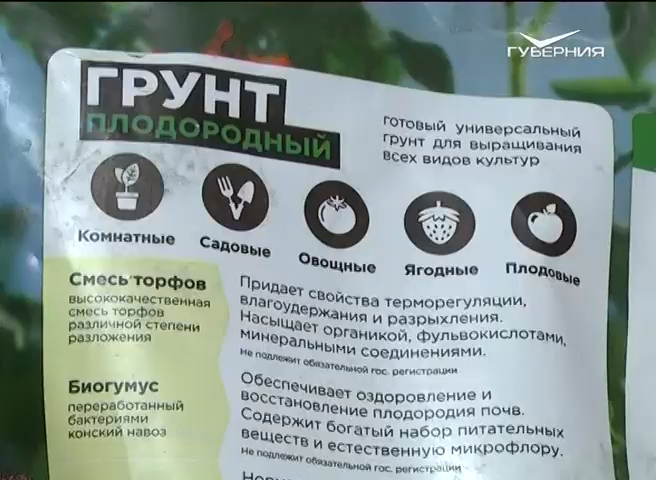 ГУБЕРНИЯ
ГРУНТ
ПЛОДОРОДНЫЙ
готовый универсальный
грунт для выращивания
всех видов культур
Комнатные
Садовые
Овощные
Ягодные
Плодовые
Смесь торфов
высококачественная
смесь торфов
различной степени
разложения
Придает свойства терморегуляции,
влагоудержания и разрыхления.
Насыщает органикой, фульвокислотами,
минеральными соединениями.
Не подлежит обязательной гос. регистрации
Биогумус
переработанный
бактериями
конский навоз
Обеспечивает оздоровление и
восстановление плодородия почв.
Содержит богатый набор питательных
веществ и естественную микрофлору.
Не подлежит обязательной гос. регистрации